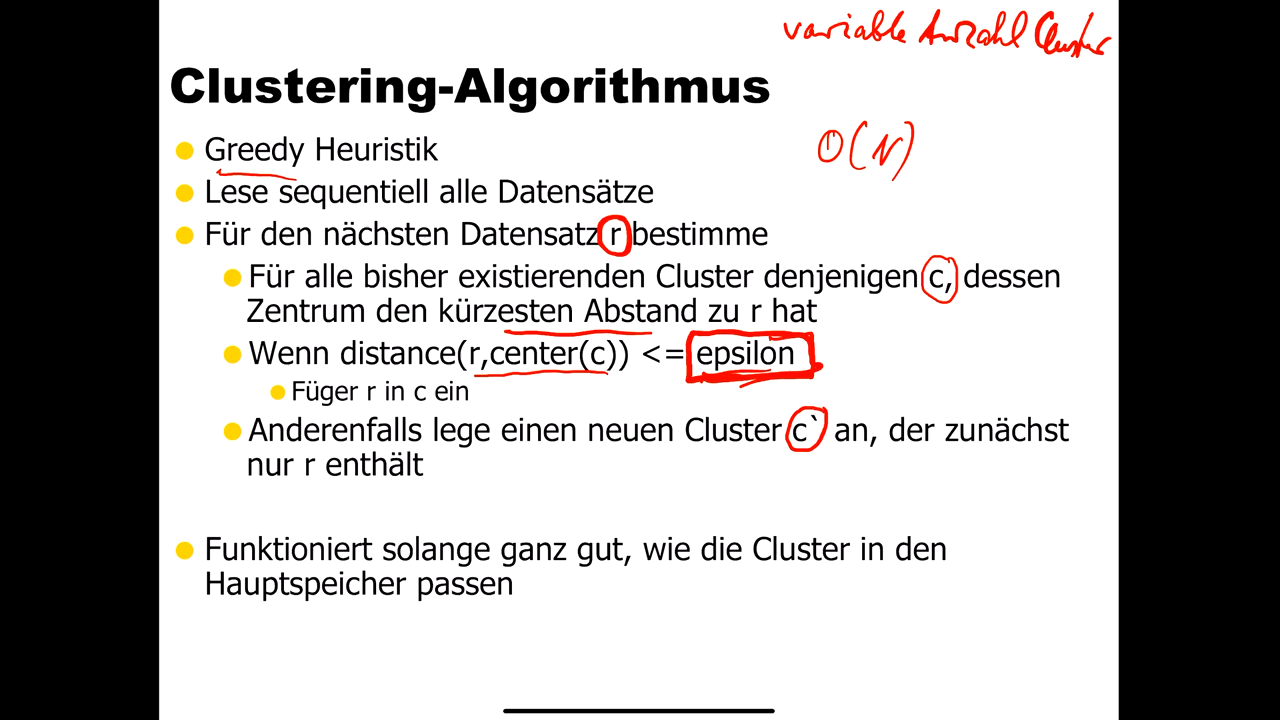 variable Anzahl Cluster
Clustering-Algorithmus
O(N)
Greedy Heuristik
Lese sequentiell alle Datensätze
Für den nächsten Datensatz r bestimme
Für alle bisher existierenden Cluster denjenigen c, dessen
Zentrum den kürzesten Abstand zu r hat
Wenn distance(r,center(c)) <= epsilon
Füger r in c ein
Anderenfalls lege einen neuen Cluster c` an, der zunächst
nur r enthält
Funktioniert solange ganz gut, wie die Cluster in den
Hauptspeicher passen